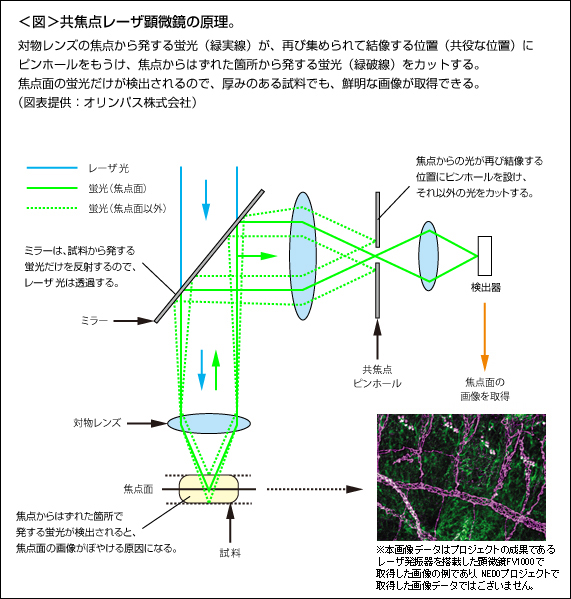 ＜図＞共焦点レーザ顕微鏡の原理。
対物レンズの焦点から発する蛍光（緑実線）が、再び集められて結像する位置（共役な位置）に
ピンホールをもうけ、焦点からはずれた箇所から発する蛍光（緑破線）をカットする。
焦点面の蛍光だけが検出されるので、厚みのある試料でも、鮮明な画像が取得できる。
（図表提供：オリンパス株式会社）
レーザ光
蛍光（焦点面）
蛍光（焦点面以外）
焦点からの光が再び結像する
位置にピンホールを設け、
それ以外の光をカットする。
ミラーは、試料から発する
蛍光だけを反射するので、
レーザ光は透過する。
ミラー
検出器
共焦点
ピンホール
焦点面の
画像を取得
対物レンズ
焦点面
焦点からはずれた箇所で
発する蛍光が検出されると、
焦点面の画像がぼやける原因になる。
試料
※本画像データはプロジェクトの成果である
レーザ発振器を搭載した顕微鏡FV1000で
取得した画像の例であり、NEDOプロジェクトで
取得した画像データではございません。